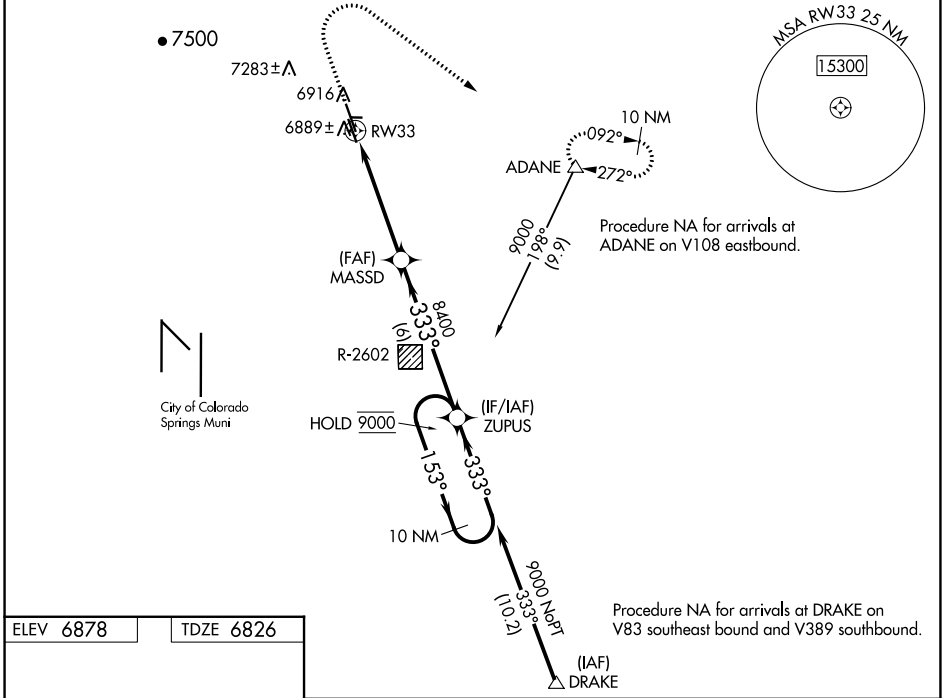 MSA RW33 25 NM
15300
7500
7283±
6916
6889±
RW33
10 NM
092°
ADANE
272°
Procedure NA for arrivals at
ADANE on V108 eastbound.
9000
198°
(9.9)
(FAF)
MASSD
8400
333°
(6)
R-2602
City of Colorado
Springs Muni
HOLD 9000
(IF/IAF)
ZUPUS
153°
333°
10 NM
9000 NoPT
333°
(10.2)
Procedure NA for arrivals at DRAKE on
V83 southeast bound and V389 southbound.
(IAF)
DRAKE
ELEV 6878
TDZE 6826